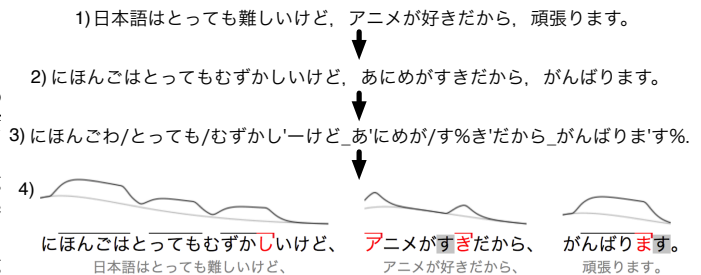 1)日本語はとっても難しいけど，アニメが好きだから，頑張ります。
2)にほんごはとってもむずかしいけど，あにめがすきだから，がんばります。
3)にほんごわ/とっても/むずかし'ーけど_あ'にめが/す%き'だから_がんばりま'す%.
4)
にほんごはとってもむずかしいけど、 アニメがすぎだから、 がんばります。
日本語はとっても難しいけど、 アニメが好きだから、 頑張ります。